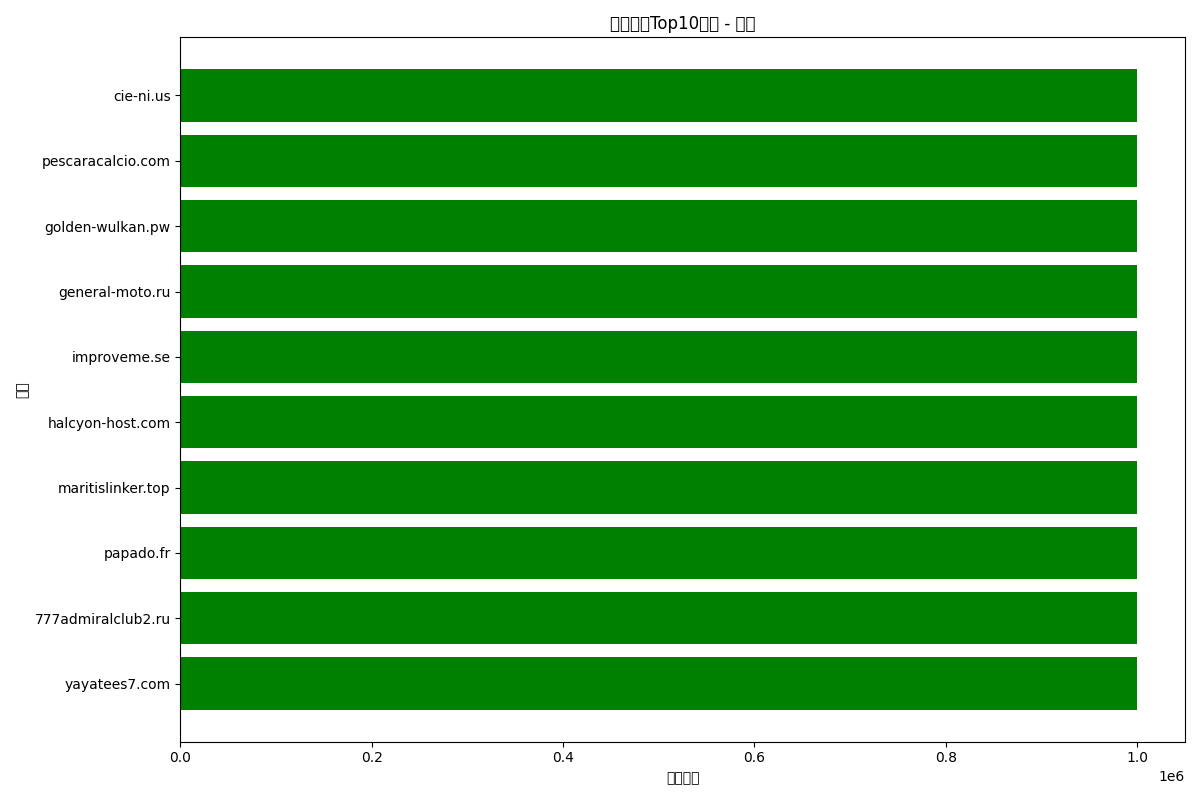 Top10 -
cie-ni.us
pescaracalcio.com
golden-wulkan.pw
general-moto.ru
improveme.se
halcyon-host.com
maritislinker.top
papado.fr
777admiralclub2.ru
yayatees7.com
0.0 0.2 0.4 0.6 0.8 1.0
1e6